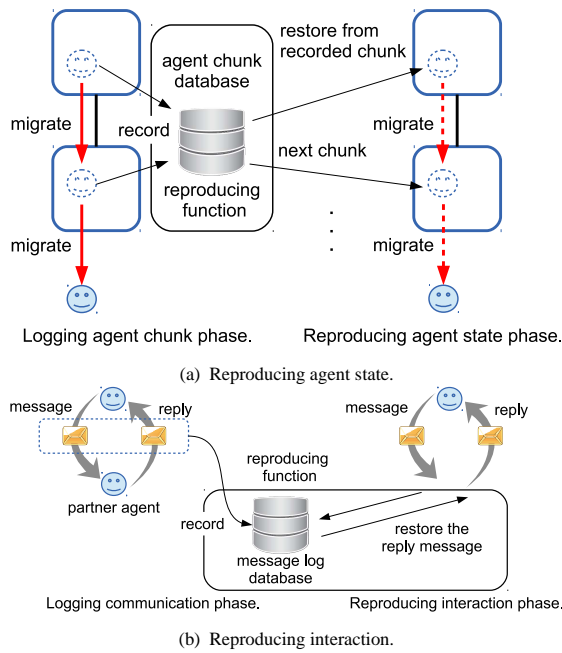 agent chunk
database
restore from
recorded chunk
migrate
record
next chunk
reproducing
function
migrate
migrate
migrate
Logging agent chunk phase.
Reproducing agent state phase.
(a) Reproducing agent state.
message
reply
partner agent
record
reproducing
function
message log
database
restore the
reply message
message
reply
Logging communication phase.
Reproducing interaction phase.
(b) Reproducing interaction.